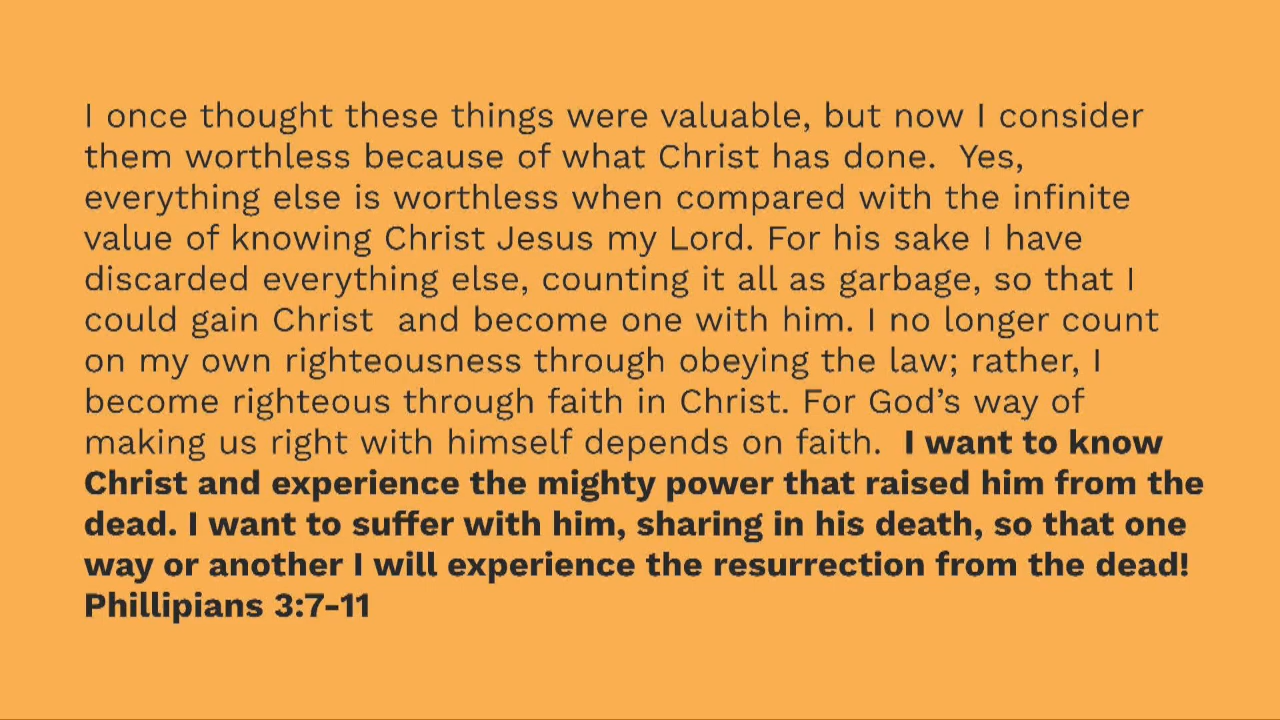 I once thought these things were valuable, but now I consider
them worthless because of what Christ has done.  Yes,
everything else is worthless when compared with the infinite
value of knowing Christ Jesus my Lord. For his sake I have
discarded everything else, counting it all as garbage, so that I
could gain Christ  and become one with him. I no longer count
on my own righteousness through obeying the law; rather, I
become righteous through faith in Christ. For God’s way of
making us right with himself depends on faith.  I want to know
Christ and experience the mighty power that raised him from the
dead. I want to suffer with him, sharing in his death, so that one
way or another I will experience the resurrection from the dead!
Phillipians 3:7-11